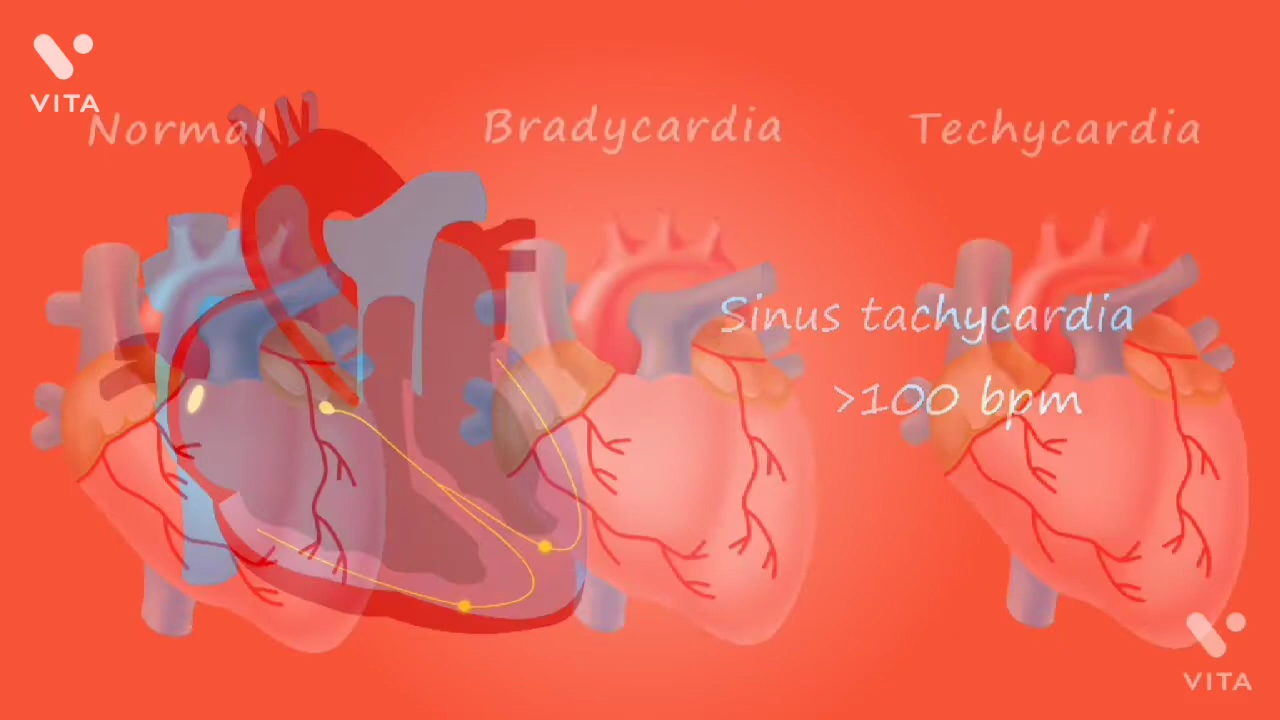 VITA
Normal
Bradycardia
Techycardia
Sinus tachycardia
>100 bpm
VITA